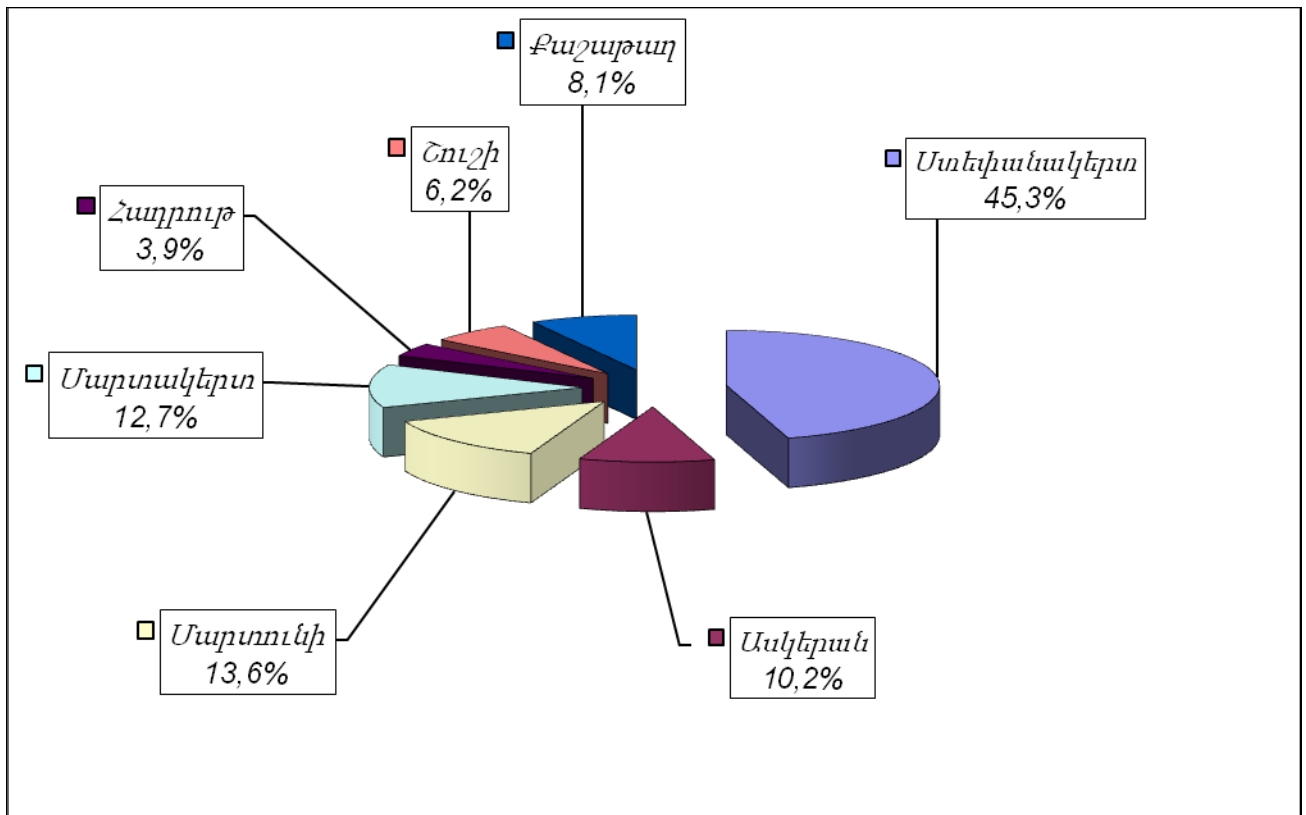 Քաշաթաղ
8,1%
Շուշի
6,2%
Ստեփանակերտ
45,3%
Հադրութ
3,9%
Մարտակերտ
12,7%
Մարտունի
13,6%
Ասկերան
10,2%